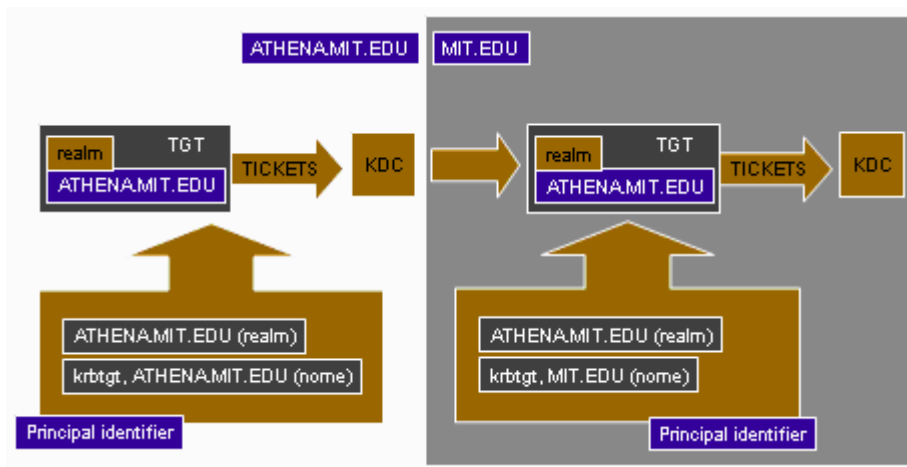 ATHENA.MIT.EDU
MIT.EDU
realm
TGT
ATHENA.MIT.EDU
TICKETS
KDC
realm
TGT
ATHENA.MIT.EDU
TICKETS
KDC
ATHENA.MIT.EDU (realm)
krbtgt, ATHENA.MIT.EDU (nome)
Principal identifier
ATHENA.MIT.EDU (realm)
krbtgt, MIT.EDU (nome)
Principal identifier